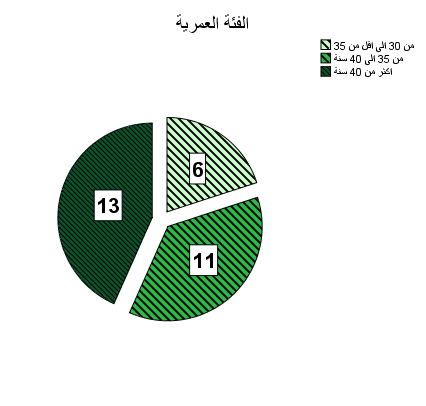 الفئة العمرية
من 30 الى اقل من 35
من 35 الى 40 سنة
اكثر من 40 سنة
6
13
11